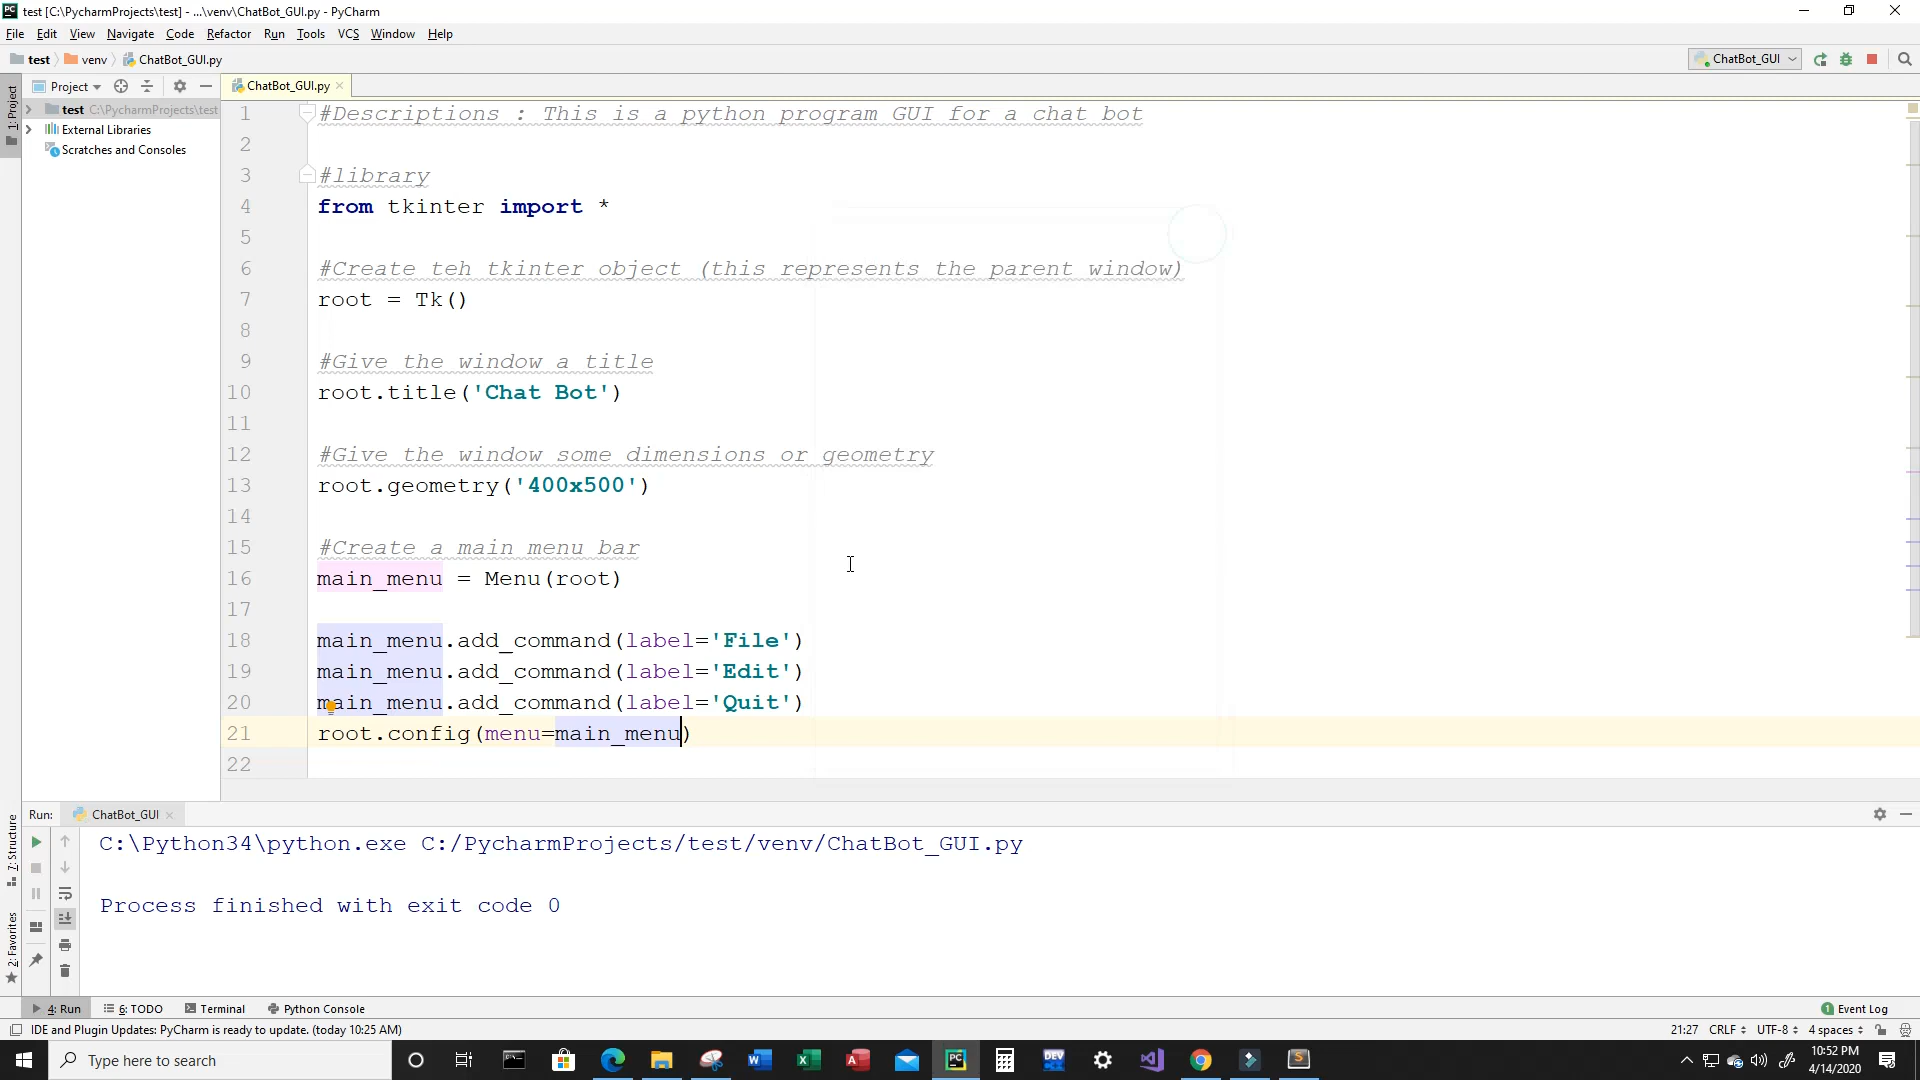 test [C:\PycharmProjects\test] - ...\venv\ChatBot_GUI.py - PyCharm
File Edit View Navigate Code Refactor Run Tools VCS Window Help
test venv ChatBot_GUI.py ChatBot_GUI
Project ChatBot_GUI.py
1: Project
test C:\PycharmProjects\test
External Libraries
Scratches and Consoles
1 #Descriptions : This is a python program GUI for a chat bot
2
3 #library
4 from tkinter import *
5
6 #Create teh tkinter object (this represents the parent window)
7 root = Tk()
8
9 #Give the window a title
10 root.title('Chat Bot')
11
12 #Give the window some dimensions or geometry
13 root.geometry('400x500')
14
15 #Create a main menu bar
16 main_menu = Menu(root)
17
18 main_menu.add_command(label='File')
19 main_menu.add_command(label='Edit')
20 main_menu.add_command(label='Quit')
21 root.config(menu=main_menu)
22
7: Structure
2: Favorites
Run: ChatBot_GUI
C:\Python34\python.exe C:/PycharmProjects/test/venv/ChatBot_GUI.py
Process finished with exit code 0
4: Run 6: TODO Terminal Python Console 1 Event Log
IDE and Plugin Updates: PyCharm is ready to update. (today 10:25 AM) 21:27 CRLF UTF-8 4 spaces
Type here to search
10:52 PM
4/14/2020